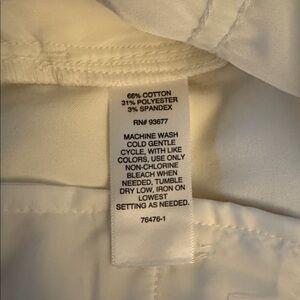 66% COTTON
31% POLYESTER
3% SPANDEX
RN# 93677
MACHINE WASH
COLD GENTLE
CYCLE, WITH LIKE
COLORS, USE ONLY
NON-CHLORINE
BLEACH WHEN
NEEDED, TUMBLE
DRY LOW, IRON ON
LOWEST
SETTING AS NEEDED.
76476-1